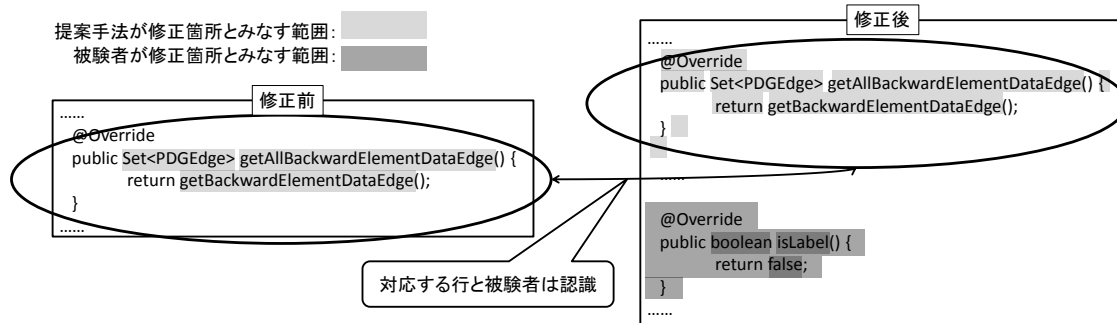 提案手法が修正箇所とみなす範囲:
被験者が修正箇所とみなす範囲:
修正前
......
@Override
public Set<PDGEdge> getAllBackwardElementDataEdge() {
return getBackwardElementDataEdge();
}
......
対応する行と被験者は認識
修正後
......
@Override
public Set<PDGEdge> getAllBackwardElementDataEdge() {
return getBackwardElementDataEdge();
}
......
@Override
public boolean isLabel() {
return false;
}
......